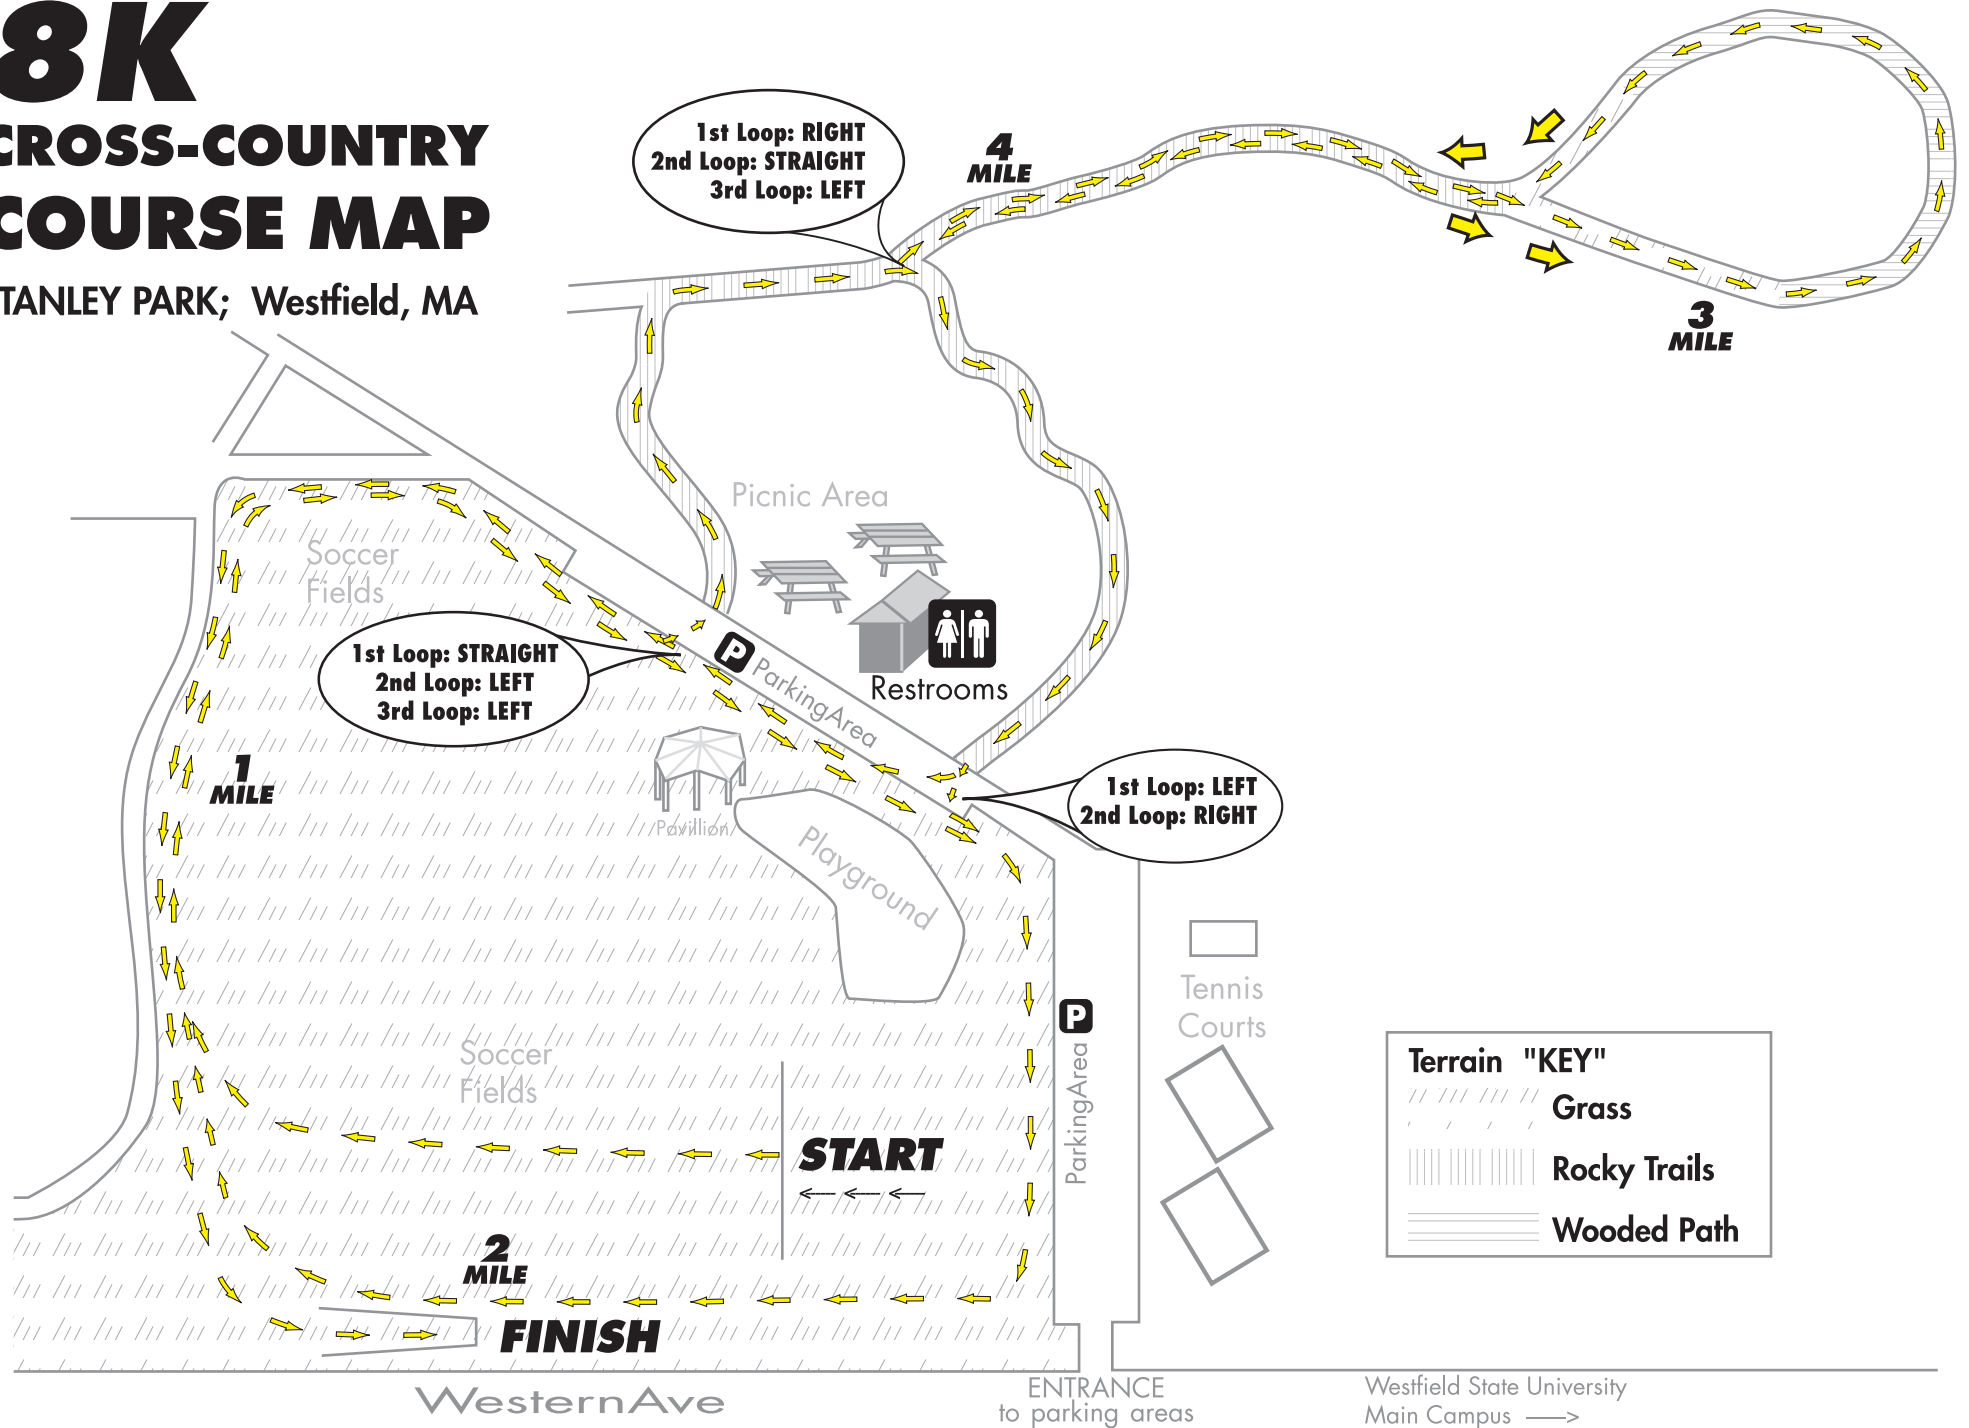 8K
CROSS-COUNTRY
COURSE MAP
TANLEY PARK; Westfield, MA
1st Loop: RIGHT
2nd Loop: STRAIGHT
3rd Loop: LEFT
4
MILE
3
MILE
Picnic Area
Soccer
Fields
1st Loop: STRAIGHT
2nd Loop: LEFT
3rd Loop: LEFT
P
ParkingArea
Restrooms
1
MILE
Pavillion
Playground
1st Loop: LEFT
2nd Loop: RIGHT
Tennis
Courts
P
ParkingArea
Soccer
Fields
START
Terrain "KEY"
Grass
Rocky Trails
Wooded Path
2
MILE
FINISH
WesternAve
ENTRANCE
to parking areas
Westfield State University
Main Campus